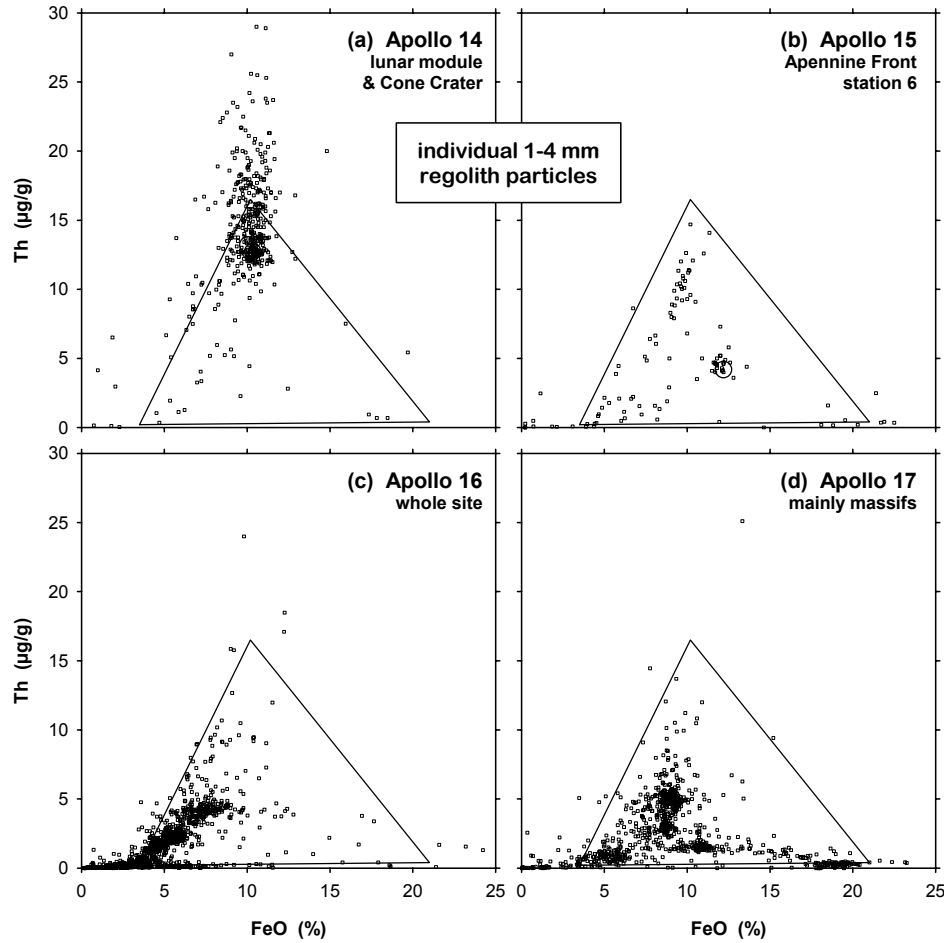 30
25
20
15
10
5
0
Th (µg/g)
(a) Apollo 14
lunar module
& Cone Crater
(b) Apollo 15
Apennine Front
station 6
individual 1-4 mm
regolith particles
30
25
20
15
10
5
0
Th (µg/g)
(c) Apollo 16
whole site
(d) Apollo 17
mainly massifs
0 5 10 15 20 25 0 5 10 15 20 25
FeO (%) FeO (%)